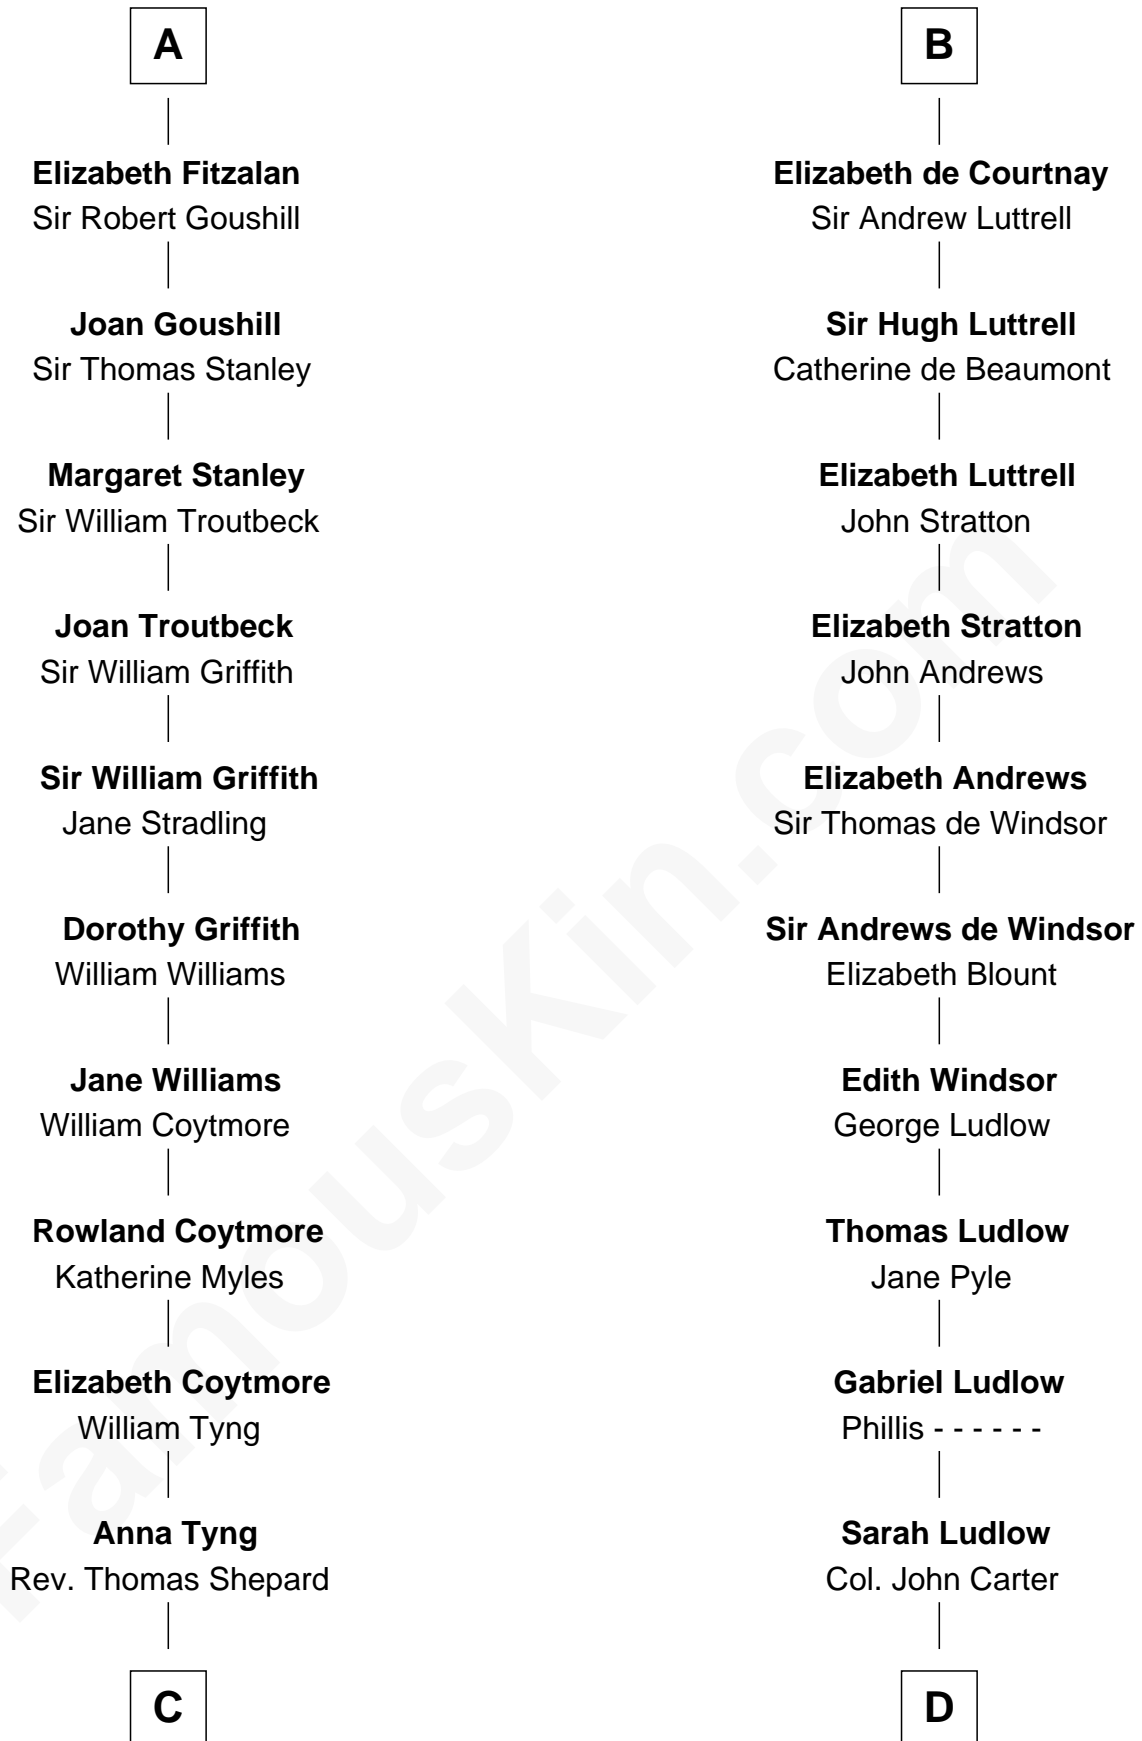 A
Elizabeth Fitzalan
Sir Robert Goushill
Joan Goushill
Sir Thomas Stanley
Margaret Stanley
Sir William Troutbeck
Joan Troutbeck
Sir William Griffith
Sir William Griffith
Jane Stradling
Dorothy Griffith
William Williams
Jane Williams
William Coytmore
Rowland Coytmore
Katherine Myles
Elizabeth Coytmore
William Tyng
Anna Tyng
Rev. Thomas Shepard
C
B
Elizabeth de Courtnay
Sir Andrew Luttrell
Sir Hugh Luttrell
Catherine de Beaumont
Elizabeth Luttrell
John Stratton
Elizabeth Stratton
John Andrews
Elizabeth Andrews
Sir Thomas de Windsor
Sir Andrews de Windsor
Elizabeth Blount
Edith Windsor
George Ludlow
Thomas Ludlow
Jane Pyle
Gabriel Ludlow
Phillis - - - - - -
Sarah Ludlow
Col. John Carter
D
FamousKin.com